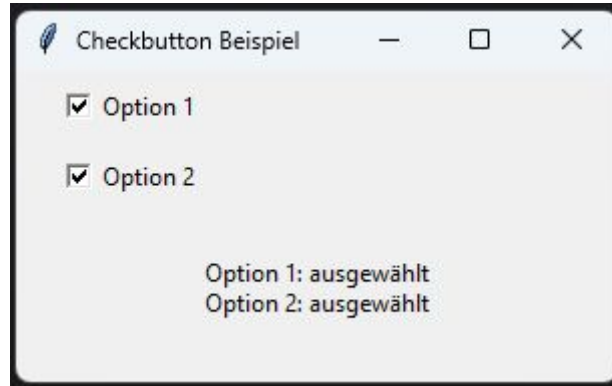 Checkbutton Beispiel
Option 1
Option 2
Option 1: ausgewählt
Option 2: ausgewählt